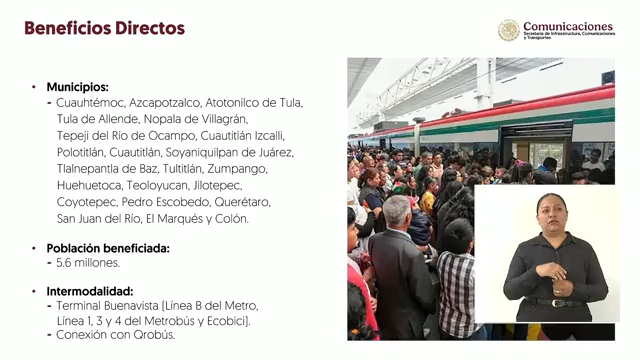 Beneficios Directos
Comunicaciones
Secretaría de Infraestructura, Comunicaciones
y Transportes
• Municipios:
- Cuauhtémoc, Azcapotzalco, Atotonilco de Tula,
Tula de Allende, Nopala de Villagrán,
Tepeji del Río de Ocampo, Cuautitlán Izcalli,
Polotitlán, Cuautitlán, Soyaniquilpan de Juárez,
Tlalnepantla de Baz, Tultitlán, Zumpango,
Huehuetoca, Teoloyucan, Jilotepec,
Coyotepec, Pedro Escobedo, Querétaro,
San Juan del Río, El Marqués y Colón.
• Población beneficiada:
- 5.6 millones.
• Intermodalidad:
- Terminal Buenavista (Línea B del Metro,
Línea 1, 3 y 4 del Metrobús y Ecobici).
- Conexión con Qrobús.